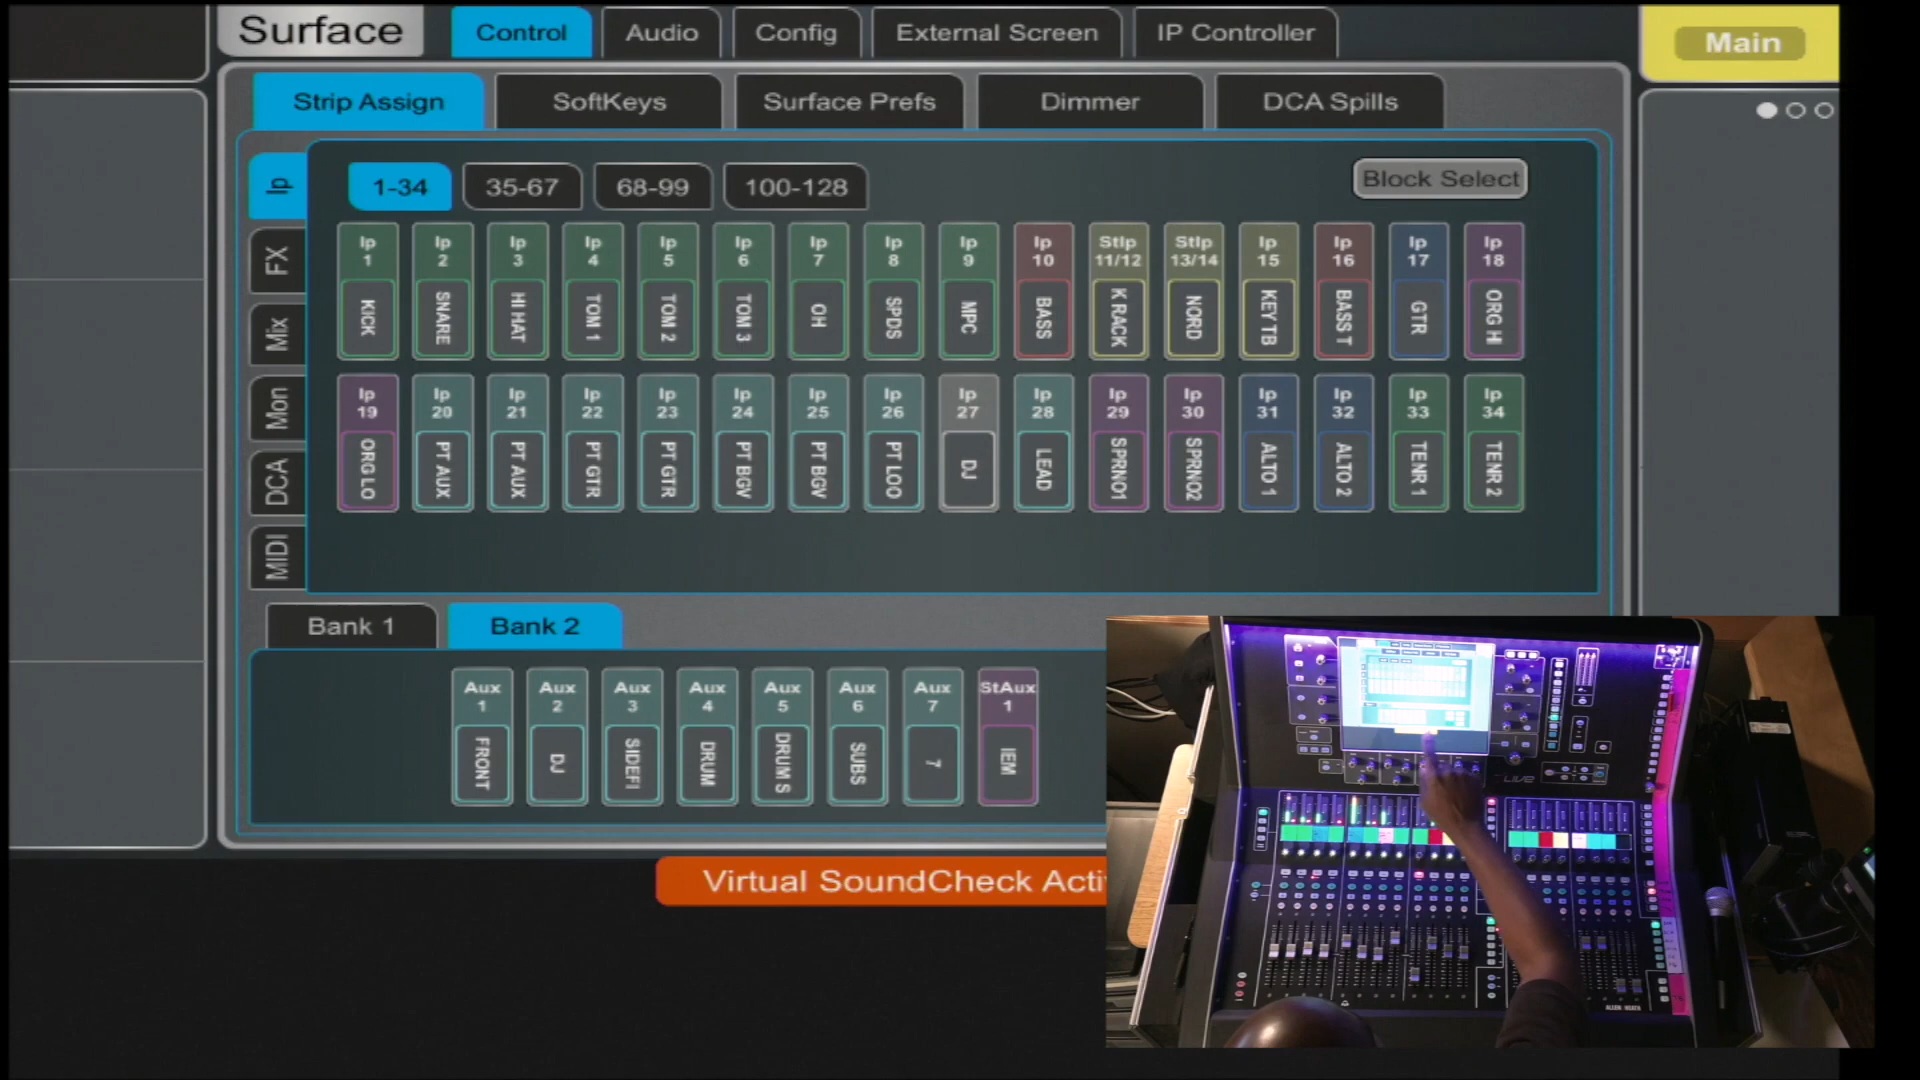 Surface
Control
Audio
Config
External Screen
IP Controller
Main
Strip Assign
SoftKeys
Surface Prefs
Dimmer
DCA Spills
Ip
FX
Mix
Mon
DCA
MIDI
1-34
35-67
68-99
100-128
Block Select
Ip 1 KICK
Ip 2 SNARE
Ip 3 HI HAT
Ip 4 TOM 1
Ip 5 TOM 2
Ip 6 TOM 3
Ip 7 OH
Ip 8 SPDS
Ip 9 MPC
Ip 10 BASS
StIp 11/12 K RACK
StIp 13/14 NORD
Ip 15 KEY TB
Ip 16 BASS T
Ip 17 GTR
Ip 18 ORG H
Ip 19 ORG LO
Ip 20 PT AUX
Ip 21 PT AUX
Ip 22 PT GTR
Ip 23 PT GTR
Ip 24 PT BGV
Ip 25 PT BGV
Ip 26 PT LOO
Ip 27 DJ
Ip 28 LEAD
Ip 29 SPRNO1
Ip 30 SPRNO2
Ip 31 ALTO 1
Ip 32 ALTO 2
Ip 33 TENR 1
Ip 34 TENR 2
Bank 1
Bank 2
Aux 1 FRONT
Aux 2 DJ
Aux 3 SIDEFI
Aux 4 DRUM
Aux 5 DRUM S
Aux 6 SUBS
Aux 7 7
StAux 1 IEM
Virtual SoundCheck Acti
LIVE
ALLEN HEATH